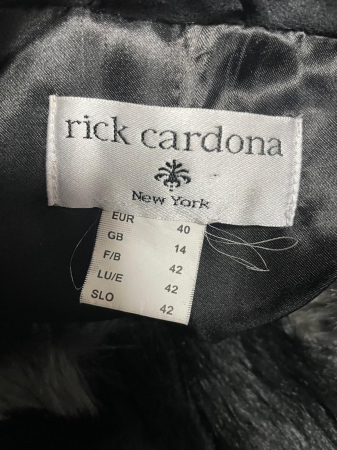 rick cardona
New York
EUR 40
GB 14
F/B 42
LU/E 42
SLO 42